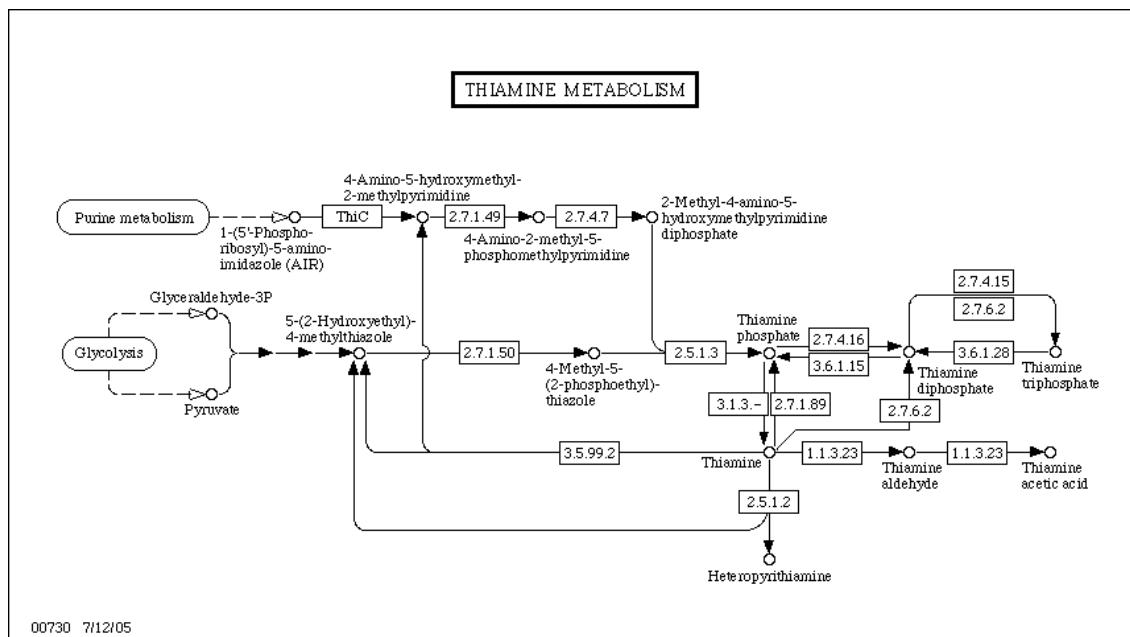 THIAMINE METABOLISM
4-Amino-5-hydroxymethyl-
2-methylpyrimidine
2-Methyl-4-amino-5-
hydroxymethylpyrimidine
diphosphate
Purine metabolism
ThiC
2.7.1.49
2.7.4.7
1-(5'-Phospho-
ribosyl)-5-amino-
imidazole (AIR)
4-Amino-2-methyl-5-
phosphomethylpyrimidine
Glyceraldehyde-3P
5-(2-Hydroxyethyl)-
4-methylthiazole
Glycolysis
Pyruvate
2.7.1.50
4-Methyl-5-
(2-phosphoethyl)-
thiazole
2.5.1.3
Thiamine
phosphate
2.7.4.16
3.6.1.15
2.7.4.15
2.7.6.2
3.6.1.28
Thiamine
diphosphate
Thiamine
triphosphate
3.1.3.-
2.7.1.89
2.7.6.2
3.5.99.2
Thiamine
1.1.3.23
Thiamine
aldehyde
1.1.3.23
Thiamine
acetic acid
2.5.1.2
Heteropyrithiamine
00730 7/12/05